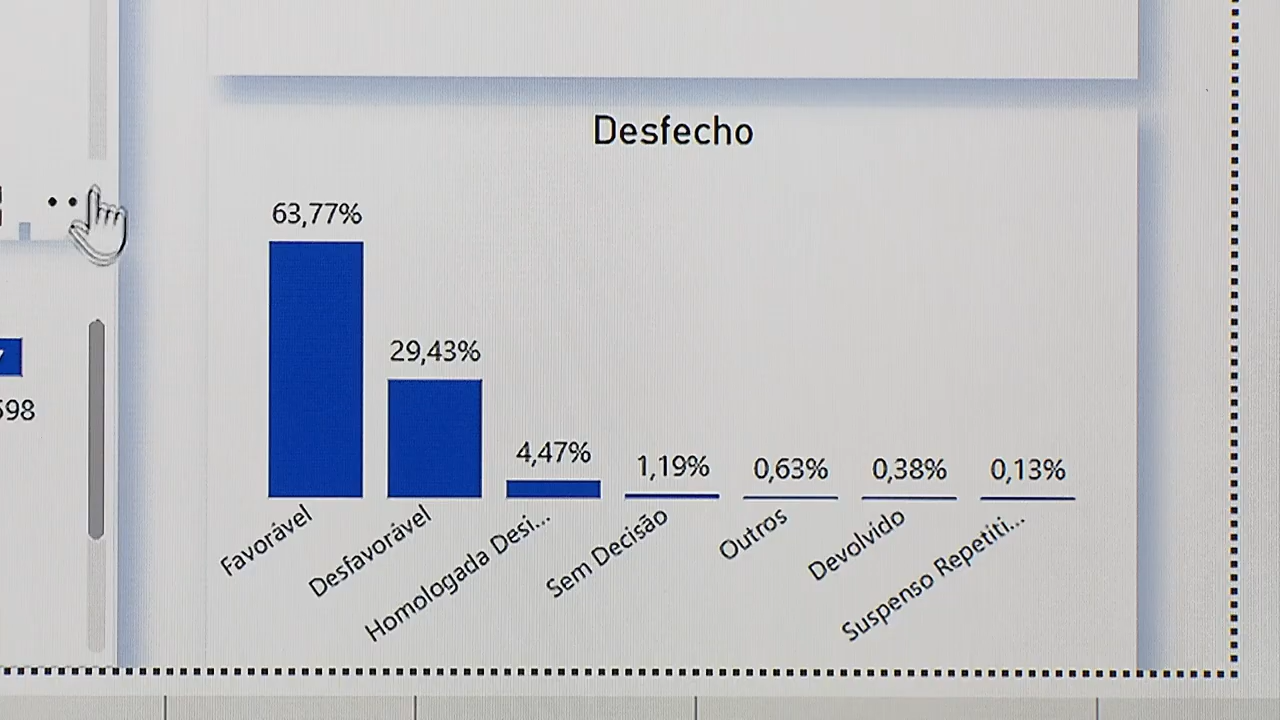 Desfecho
63,77%
29,43%
4,47%
1,19%
0,63%
0,38%
0,13%
Favorável
Desfavorável
Homologada Desi...
Sem Decisão
Outros
Devolvido
Suspenso Repetiti...
598